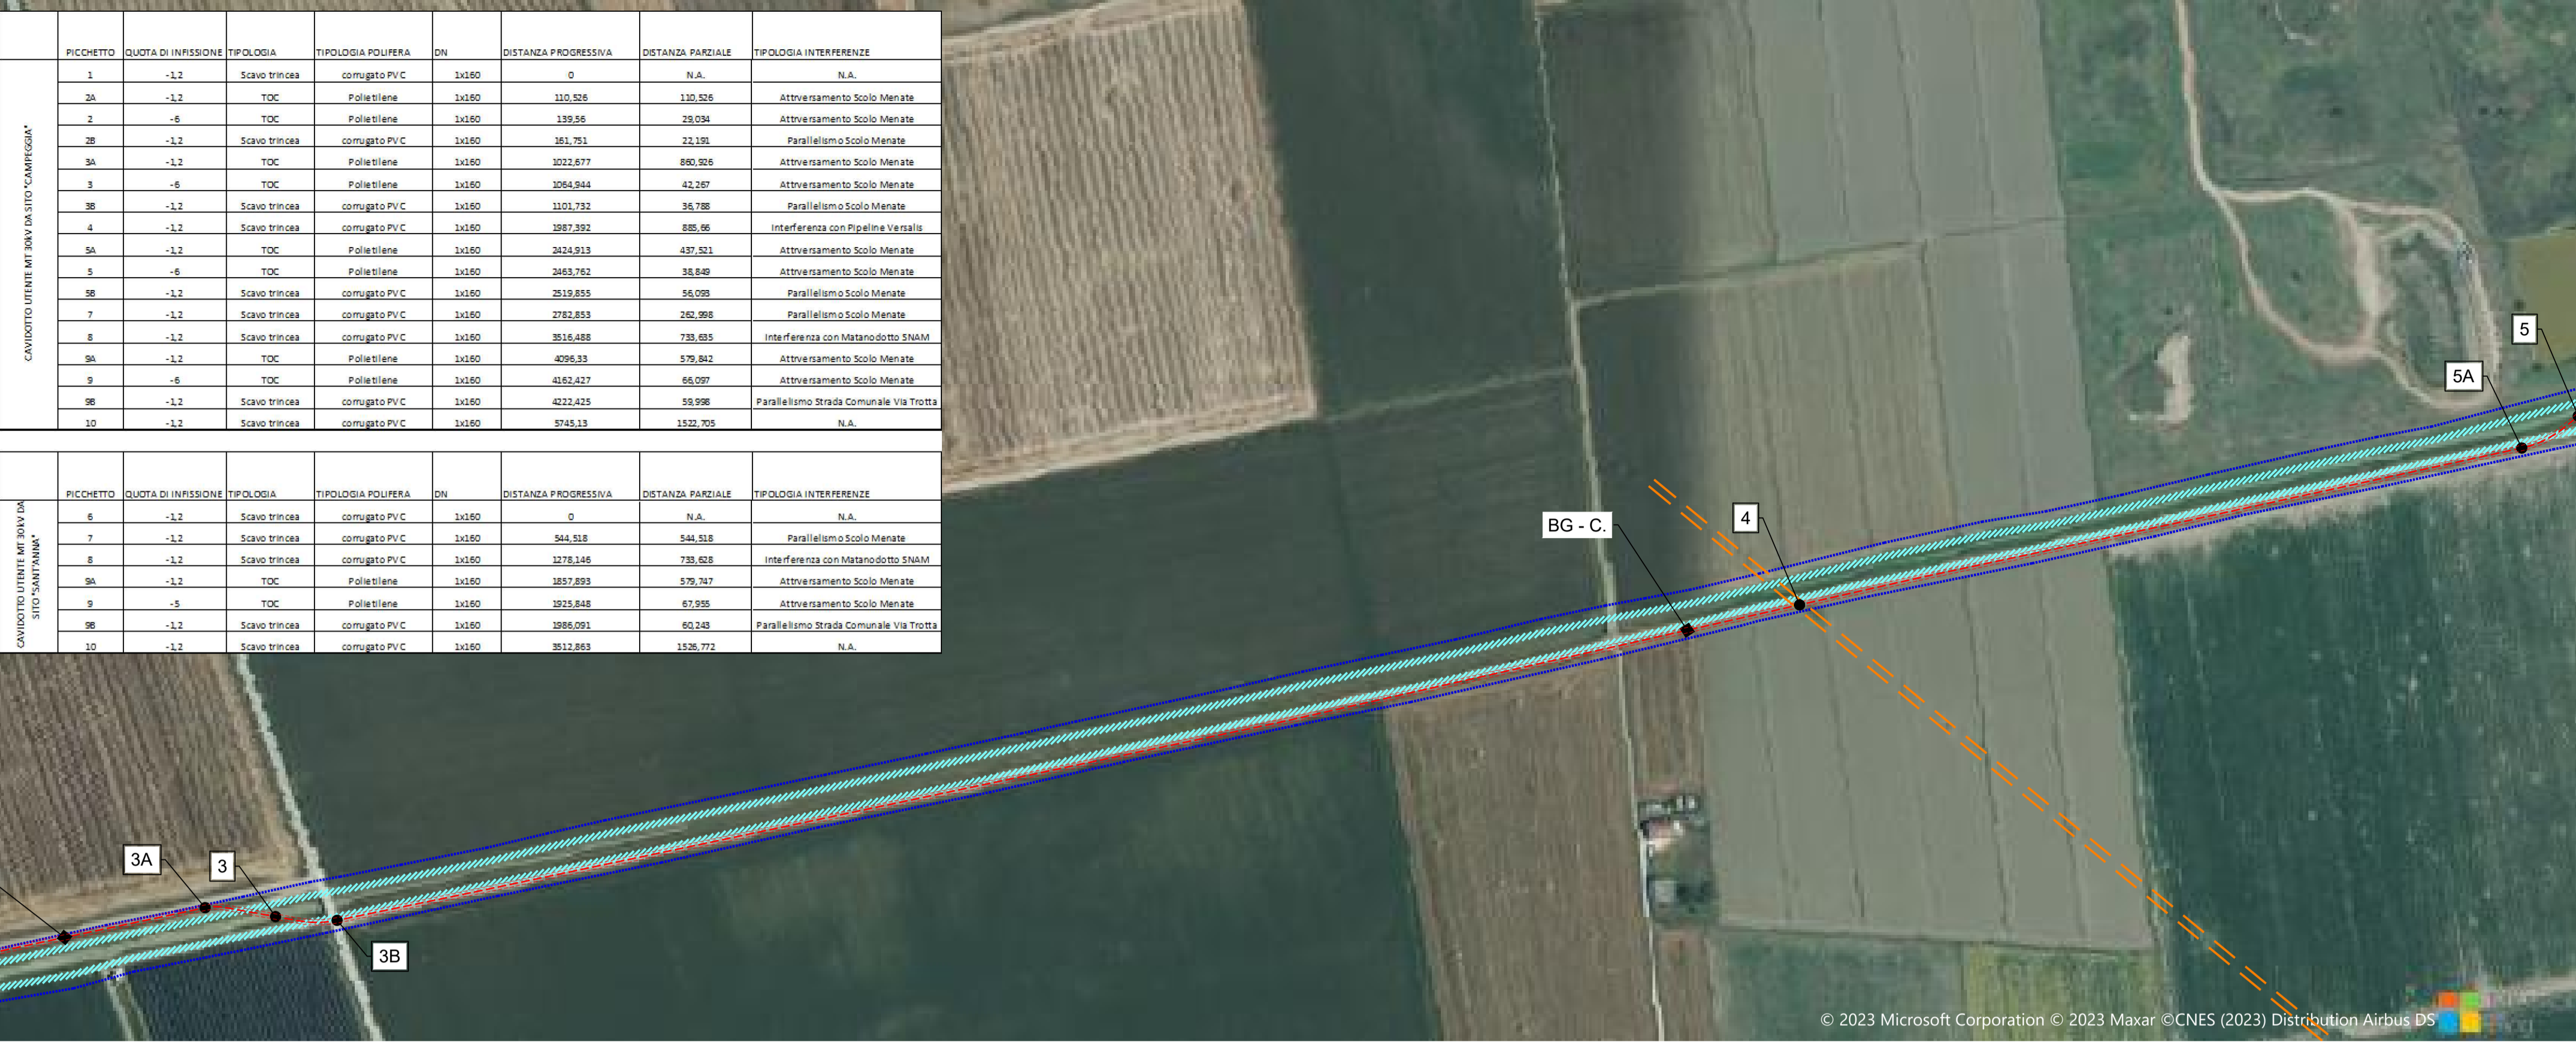 PICCHETTO QUOTA DI INFISSIONE TIPOLOGIA TIPOLOGIA POLIFERA DN DISTANZA PROGRESSIVA DISTANZA PARZIALE TIPOLOGIA INTERFERENZE
CAVIDOTTO UTENTE MT 30kV DA SITO "CAMPEGGIA"
1 -1,2 Scavo trincea corrugato PVC 1x160 0 N.A. N.A.
2A -1,2 TOC Polietilene 1x160 110,526 110,526 Attrversamento Scolo Menate
2 -6 TOC Polietilene 1x160 139,56 29,034 Attrversamento Scolo Menate
2B -1,2 Scavo trincea corrugato PVC 1x160 161,751 22,191 Parallelismo Scolo Menate
3A -1,2 TOC Polietilene 1x160 1022,677 860,926 Attrversamento Scolo Menate
3 -6 TOC Polietilene 1x160 1064,944 42,267 Attrversamento Scolo Menate
3B -1,2 Scavo trincea corrugato PVC 1x160 1101,732 36,788 Parallelismo Scolo Menate
4 -1,2 Scavo trincea corrugato PVC 1x160 1987,392 885,66 Interferenza con Pipeline Versalis
5A -1,2 TOC Polietilene 1x160 2424,913 437,521 Attrversamento Scolo Menate
5 -6 TOC Polietilene 1x160 2463,762 38,849 Attrversamento Scolo Menate
5B -1,2 Scavo trincea corrugato PVC 1x160 2519,855 56,093 Parallelismo Scolo Menate
7 -1,2 Scavo trincea corrugato PVC 1x160 2782,853 262,998 Parallelismo Scolo Menate
8 -1,2 Scavo trincea corrugato PVC 1x160 3516,488 733,635 Interferenza con Matanodotto SNAM
9A -1,2 TOC Polietilene 1x160 4096,33 579,842 Attrversamento Scolo Menate
9 -6 TOC Polietilene 1x160 4162,427 66,097 Attrversamento Scolo Menate
9B -1,2 Scavo trincea corrugato PVC 1x160 4222,425 59,998 Parallelismo Strada Comunale Via Trotta
10 -1,2 Scavo trincea corrugato PVC 1x160 5745,13 1522,705 N.A.
PICCHETTO QUOTA DI INFISSIONE TIPOLOGIA TIPOLOGIA POLIFERA DN DISTANZA PROGRESSIVA DISTANZA PARZIALE TIPOLOGIA INTERFERENZE
CAVIDOTTO UTENTE MT 30kV DA
SITO "SANT'ANNA"
6 -1,2 Scavo trincea corrugato PVC 1x160 0 N.A. N.A.
7 -1,2 Scavo trincea corrugato PVC 1x160 544,518 544,518 Parallelismo Scolo Menate
8 -1,2 Scavo trincea corrugato PVC 1x160 1278,146 733,628 Interferenza con Matanodotto SNAM
9A -1,2 TOC Polietilene 1x160 1857,893 579,747 Attrversamento Scolo Menate
9 -5 TOC Polietilene 1x160 1925,848 67,955 Attrversamento Scolo Menate
9B -1,2 Scavo trincea corrugato PVC 1x160 1986,091 60,243 Parallelismo Strada Comunale Via Trotta
10 -1,2 Scavo trincea corrugato PVC 1x160 3512,863 1526,772 N.A.
5
5A
4
BG - C.
3A
3
3B
© 2023 Microsoft Corporation © 2023 Maxar ©CNES (2023) Distribution Airbus DS